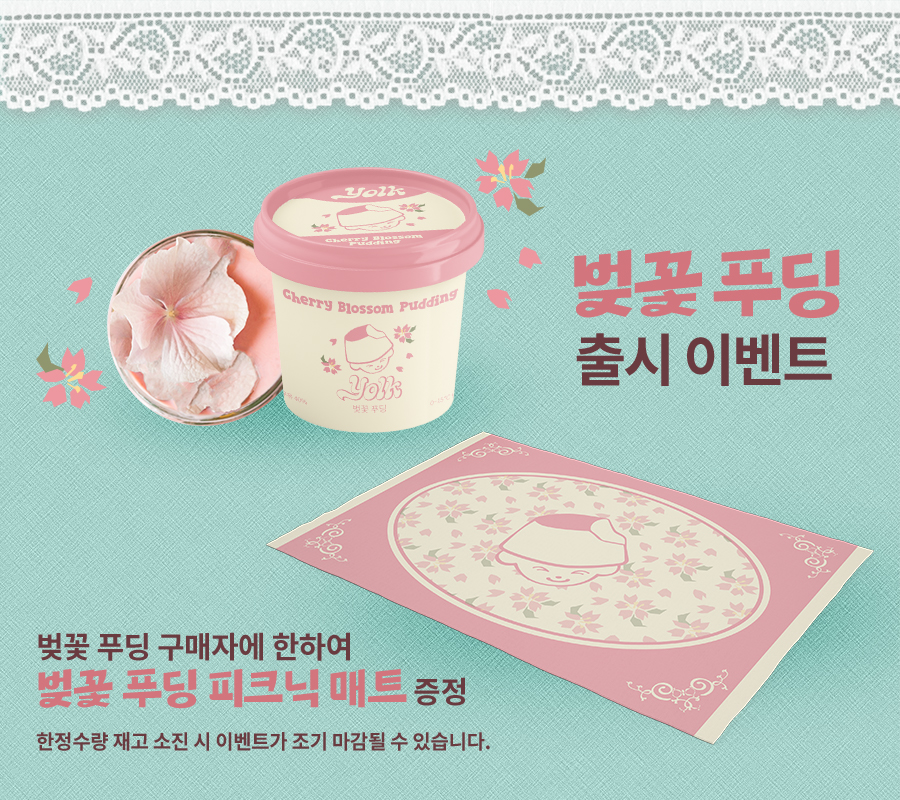 Yolk
Cherry Blossom
Pudding
Cherry Blossom Pudding
Yolk
벚꽃 푸딩
벚꽃 푸딩
출시 이벤트
벚꽃 푸딩 구매자에 한하여
벚꽃 푸딩 피크닉 매트 증정
한정수량 재고 소진 시 이벤트가 조기 마감될 수 있습니다.